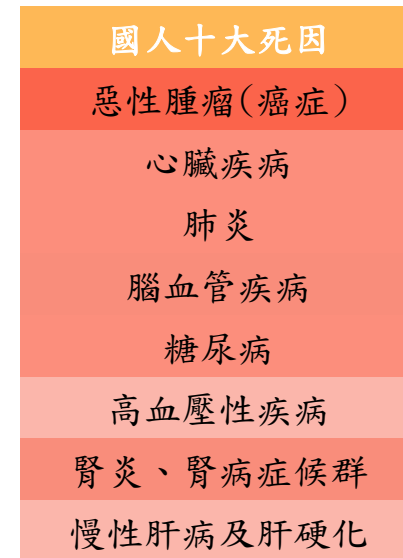 國人十大死因
惡性腫瘤(癌症)
心臟疾病
肺炎
腦血管疾病
糖尿病
高血壓性疾病
腎炎、腎病症候群
慢性肝病及肝硬化